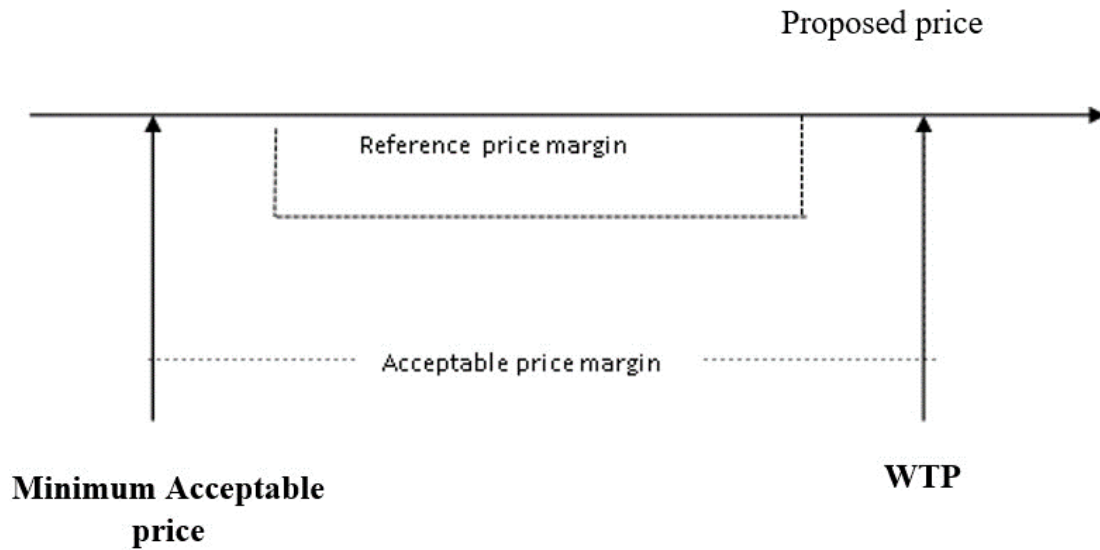 Proposed price
Reference price margin
Acceptable price margin
WTP
Minimum Acceptable
price